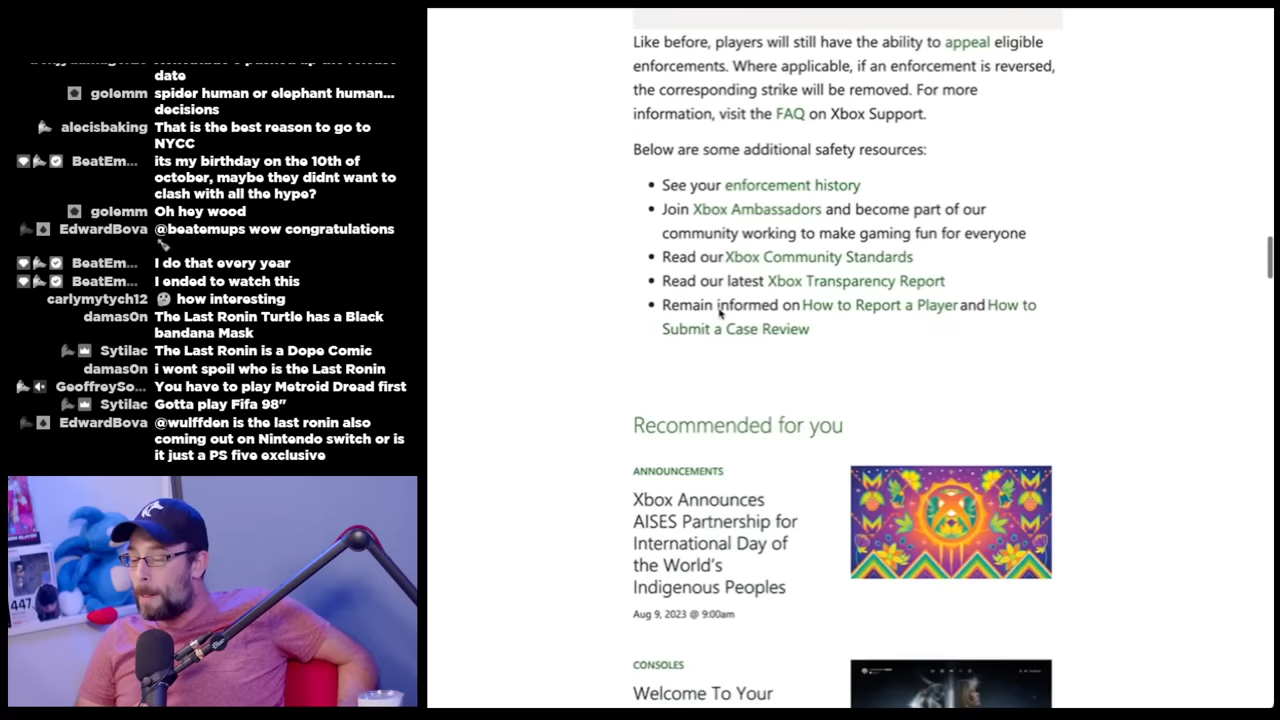 date
golemm spider human or elephant human...
decisions
alecisbaking That is the best reason to go to
NYCC
BeatEm... its my birthday on the 10th of
october, maybe they didnt want to
clash with all the hype?
golemm Oh hey wood
EdwardBova @beatemups wow congratulations
BeatEm... I do that every year
BeatEm... I ended to watch this
carlymytych12 how interesting
damasOn The Last Ronin Turtle has a Black
bandana Mask
Sytilac The Last Ronin is a Dope Comic
damasOn i wont spoil who is the Last Ronin
GeoffreySo... You have to play Metroid Dread first
Sytilac Gotta play Fifa 98"
EdwardBova @wulffden is the last ronin also
coming out on Nintendo switch or is
it just a PS five exclusive
447
Like before, players will still have the ability to appeal eligible
enforcements. Where applicable, if an enforcement is reversed,
the corresponding strike will be removed. For more
information, visit the FAQ on Xbox Support.
Below are some additional safety resources:
• See your enforcement history
• Join Xbox Ambassadors and become part of our
community working to make gaming fun for everyone
• Read our Xbox Community Standards
• Read our latest Xbox Transparency Report
• Remain informed on How to Report a Player and How to
Submit a Case Review
Recommended for you
ANNOUNCEMENTS
Xbox Announces
AISES Partnership for
International Day of
the World's
Indigenous Peoples
Aug 9, 2023 @ 9:00am
CONSOLES
Welcome To Your